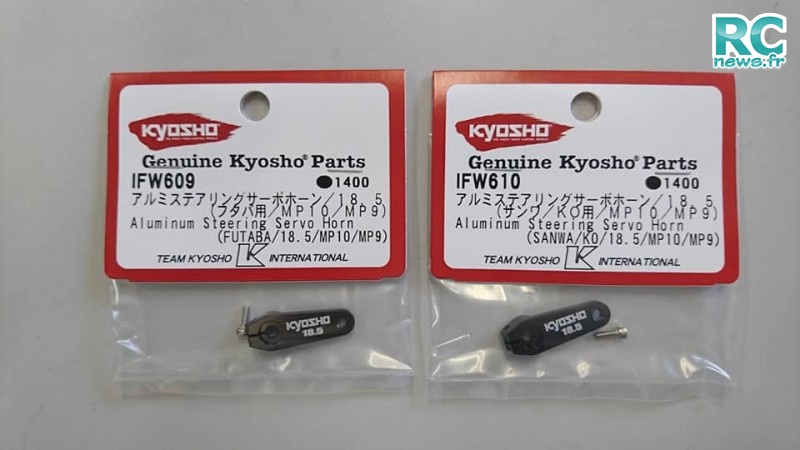 RC
news.fr
KYOSHO
Genuine Kyosho® Parts
IFW609 ●1400
アルミステアリングサーボホーン/18.5
(フタバ用/MP10/MP9)
Aluminum Steering Servo Horn
(FUTABA/18.5/MP10/MP9)
TEAM KYOSHO K INTERNATIONAL
KYOSHO
18.5
KYOSHO
Genuine Kyosho® Parts
IFW610 ●1400
アルミステアリングサーボホーン/18.5
(サンワ/KO用/MP10/MP9)
Aluminum Steering Servo Horn
(SANWA/KO/18.5/MP10/MP9)
TEAM KYOSHO K INTERNATIONAL
KYOSHO
18.5